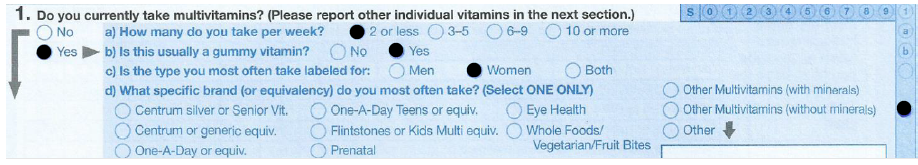 1. Do you currently take multivitamins? (Please report other individual vitamins in the next section.) S 0 1 2 3 4 5 6 7 8 9
No a) How many do you take per week? 2 or less 3–5 6–9 10 or more a
Yes b) Is this usually a gummy vitamin? No Yes b
c) Is the type you most often take labeled for: Men Women Both
d) What specific brand (or equivalency) do you most often take? (Select ONE ONLY) Other Multivitamins (with minerals)
Centrum silver or Senior Vit. One-A-Day Teens or equiv. Eye Health Other Multivitamins (without minerals)
Centrum or generic equiv. Flintstones or Kids Multi equiv. Whole Foods/ Other
One-A-Day or equiv. Prenatal Vegetarian/Fruit Bites